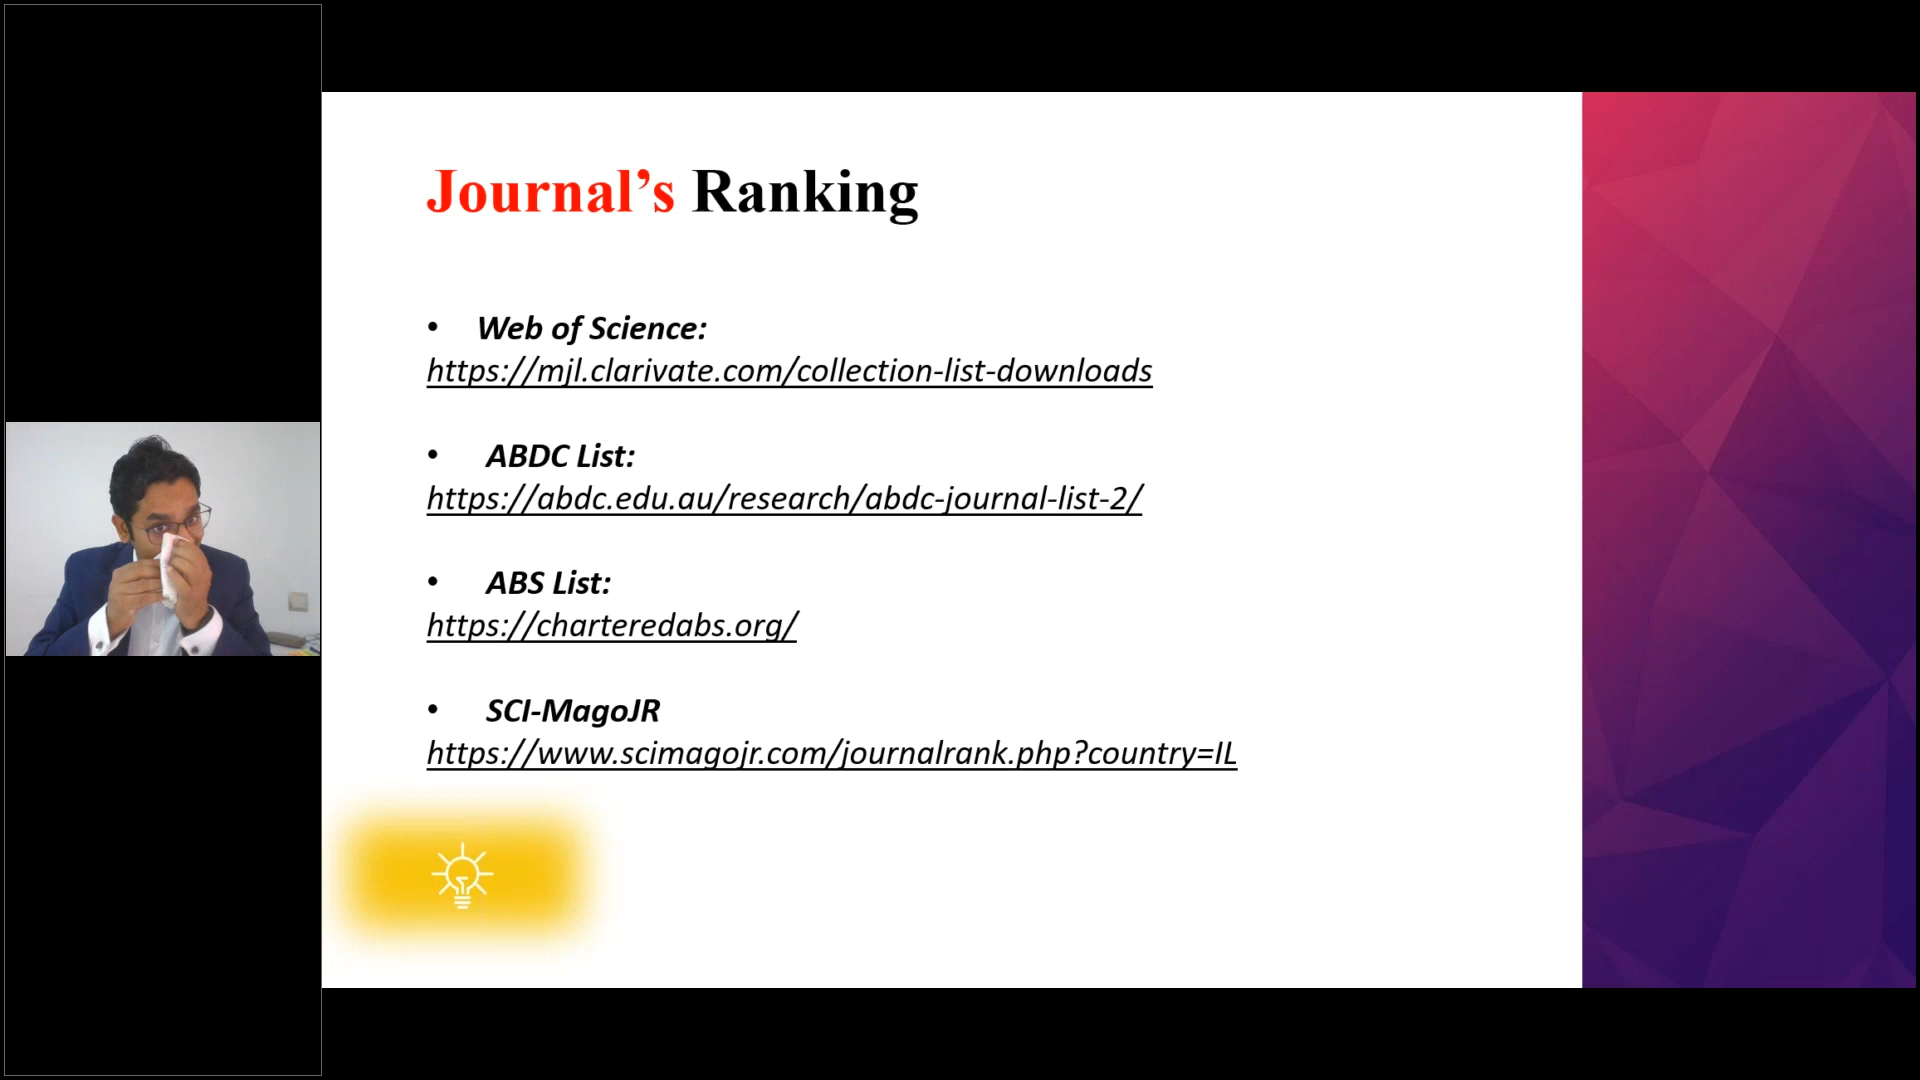 Journal’s Ranking
• Web of Science:
https://mjl.clarivate.com/collection-list-downloads
• ABDC List:
https://abdc.edu.au/research/abdc-journal-list-2/
• ABS List:
https://charteredabs.org/
• SCI-MagoJR
https://www.scimagojr.com/journalrank.php?country=IL